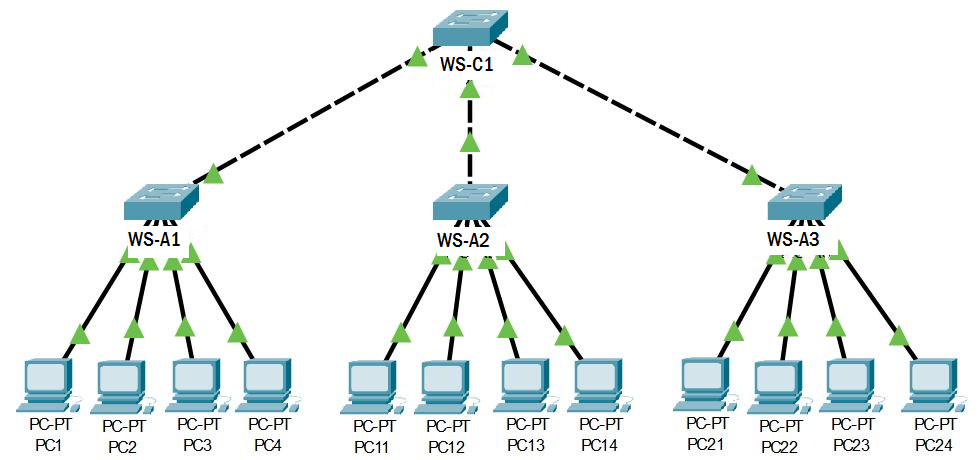 WS-C1
WS-A1
WS-A2
WS-A3
PC-PT
PC1
PC-PT
PC2
PC-PT
PC3
PC-PT
PC4
PC-PT
PC11
PC-PT
PC12
PC-PT
PC13
PC-PT
PC14
PC-PT
PC21
PC-PT
PC22
PC-PT
PC23
PC-PT
PC24